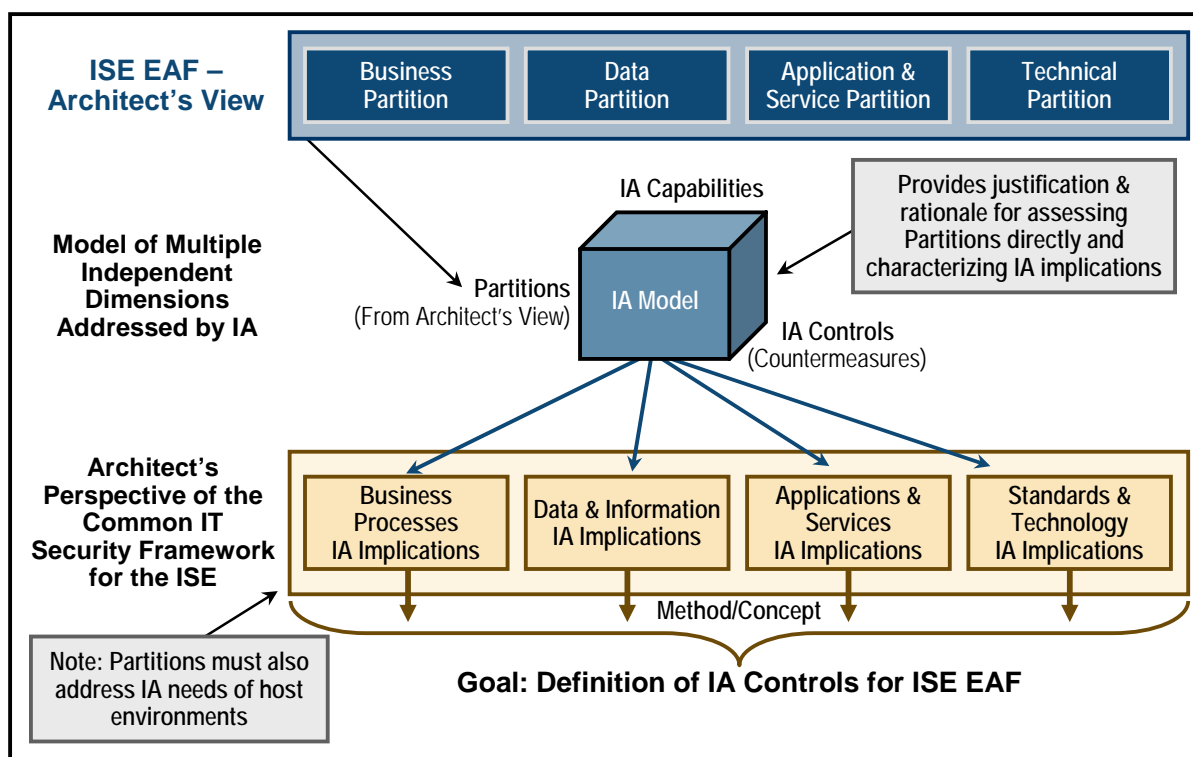 ISE EAF –
Architect's View
Business
Partition
Data
Partition
Application &
Service Partition
Technical
Partition
IA Capabilities
Provides justification &
rationale for assessing
Partitions directly and
characterizing IA implications
Model of Multiple
Independent
Dimensions
Addressed by IA
Partitions
(From Architect's View)
IA Model
IA Controls
(Countermeasures)
Architect's
Perspective of the
Common IT
Security Framework
for the ISE
Business
Processes
IA Implications
Data & Information
IA Implications
Applications &
Services
IA Implications
Standards &
Technology
IA Implications
Method/Concept
Note: Partitions must also
address IA needs of host
environments
Goal: Definition of IA Controls for ISE EAF